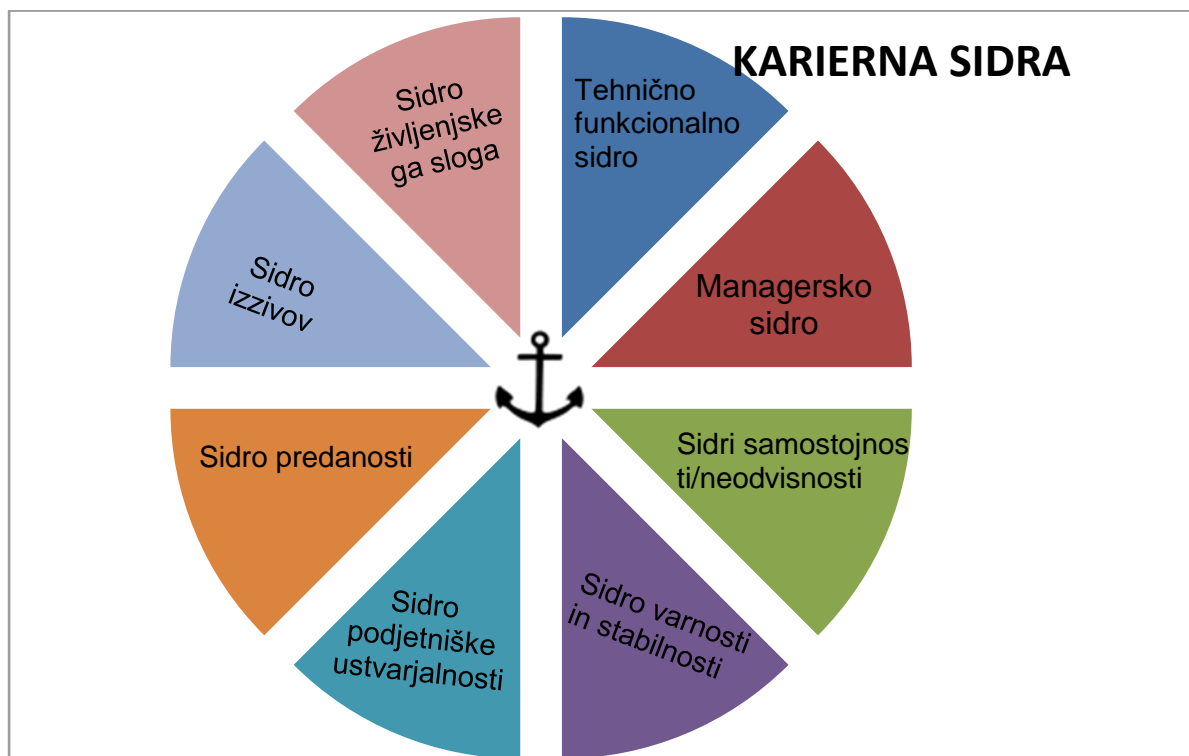 KARIERNA SIDRA
Tehnično
funkcionalno
sidro
Managersko
sidro
Sidri samostojnos
ti/neodvisnosti
Sidro varnosti
in stabilnosti
Sidro
podjetniške
ustvarjalnosti
Sidro predanosti
Sidro
izzivov
Sidro
življenjske
ga sloga